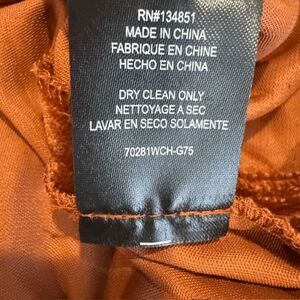 RN#134851
MADE IN CHINA
FABRIQUE EN CHINE
HECHO EN CHINA
DRY CLEAN ONLY
NETTOYAGE A SEC
LAVAR EN SECO SOLAMENTE
70281WCH-G75